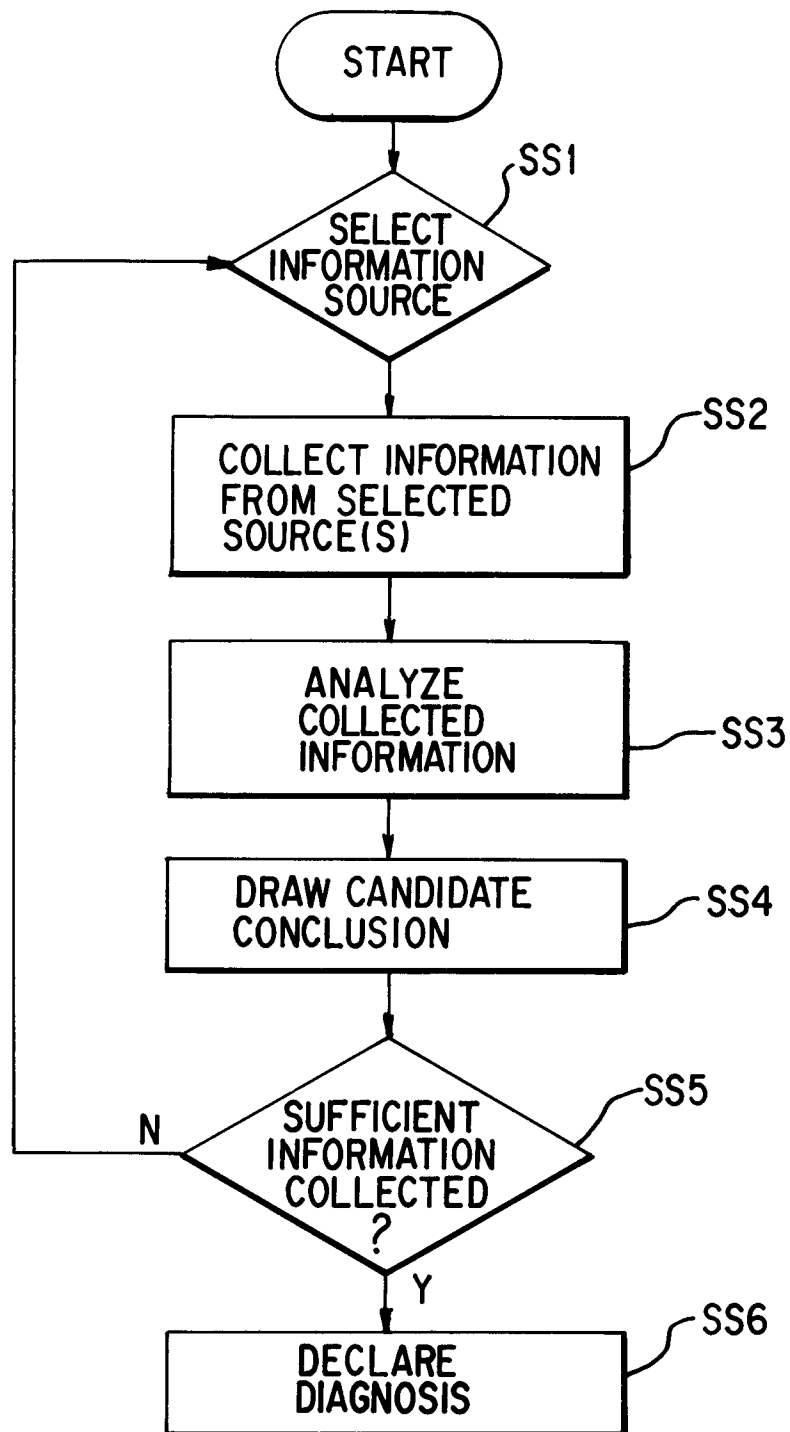 START
SS1
SELECT
INFORMATION
SOURCE
SS2
COLLECT INFORMATION
FROM SELECTED
SOURCE(S)
ANALYZE
COLLECTED
INFORMATION
SS3
DRAW CANDIDATE
CONCLUSION
SS4
SS5
N
SUFFICIENT
INFORMATION
COLLECTED
?
Y
SS6
DECLARE
DIAGNOSIS